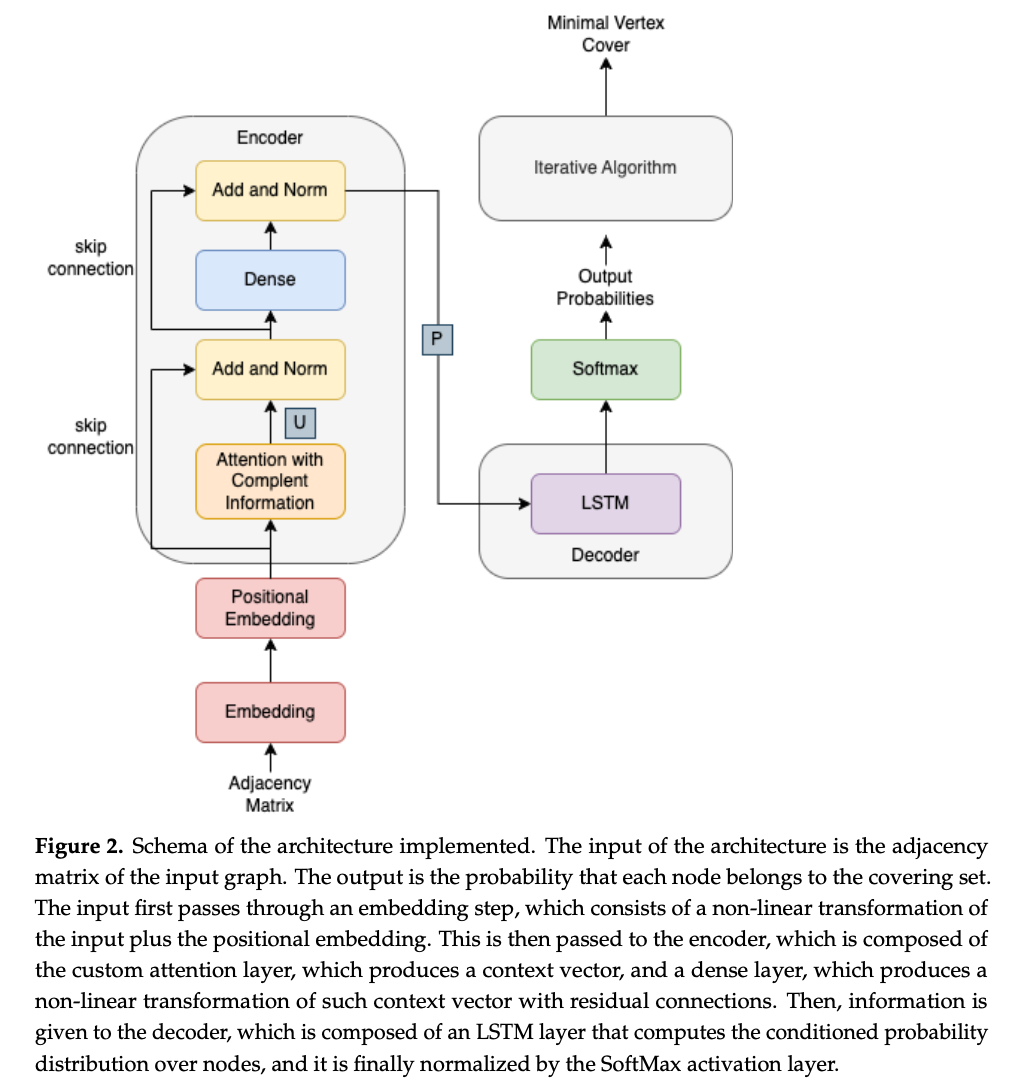 Minimal Vertex
Cover
Iterative Algorithm
Output
Probabilities
Softmax
LSTM
Decoder
Encoder
Add and Norm
skip
connection
Dense
P
Add and Norm
U
skip
connection
Attention with
Complent
Information
Positional
Embedding
Embedding
Adjacency
Matrix
Figure 2. Schema of the architecture implemented. The input of the architecture is the adjacency
matrix of the input graph. The output is the probability that each node belongs to the covering set.
The input first passes through an embedding step, which consists of a non-linear transformation of
the input plus the positional embedding. This is then passed to the encoder, which is composed of
the custom attention layer, which produces a context vector, and a dense layer, which produces a
non-linear transformation of such context vector with residual connections. Then, information is
given to the decoder, which is composed of an LSTM layer that computes the conditioned probability
distribution over nodes, and it is finally normalized by the SoftMax activation layer.